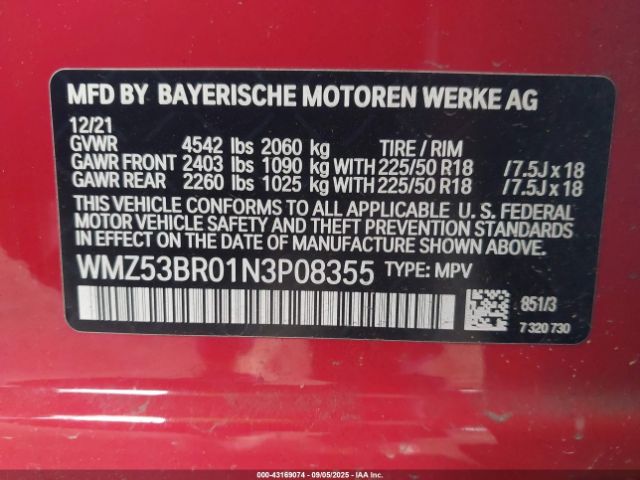 MFD BY BAYERISCHE MOTOREN WERKE AG
12/21
GVWR 4542 lbs 2060 kg TIRE / RIM
GAWR FRONT 2403 lbs 1090 kg WITH 225/50 R18 /7.5J x 18
GAWR REAR 2260 lbs 1025 kg WITH 225/50 R18 /7.5J x 18
THIS VEHICLE CONFORMS TO ALL APPLICABLE U. S. FEDERAL
MOTOR VEHICLE SAFETY AND THEFT PREVENTION STANDARDS
IN EFFECT ON THE DATE OF MANUFACTURE SHOWN ABOVE.
WMZ53BR01N3P08355 TYPE: MPV
851/3
7 320 730
000-43169074 - 09/05/2025 - IAAI.COM